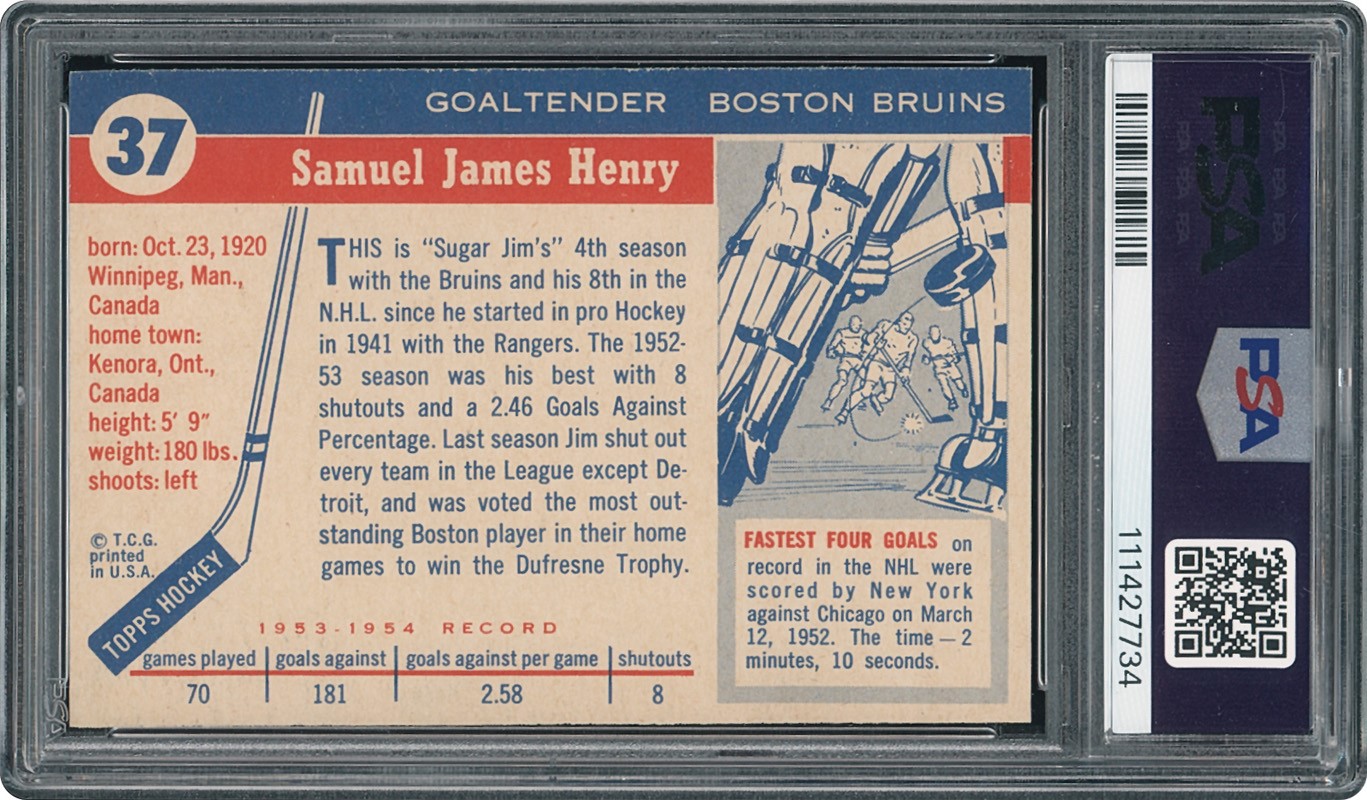 37
GOALTENDER BOSTON BRUINS
Samuel James Henry
born: Oct. 23, 1920
Winnipeg, Man.,
Canada
home town:
Kenora, Ont.,
Canada
height: 5′ 9″
weight: 180 lbs.
shoots: left
© T.C.G.
printed
in U.S.A.
TOPPS HOCKEY
THIS is “Sugar Jim’s” 4th season
with the Bruins and his 8th in the
N.H.L. since he started in pro Hockey
in 1941 with the Rangers. The 1952-
53 season was his best with 8
shutouts and a 2.46 Goals Against
Percentage. Last season Jim shut out
every team in the League except De-
troit, and was voted the most out-
standing Boston player in their home
games to win the Dufresne Trophy.
FASTEST FOUR GOALS on
record in the NHL were
scored by New York
against Chicago on March
12, 1952. The time — 2
minutes, 10 seconds.
1953-1954 RECORD
games played goals against goals against per game shutouts
70 181 2.58 8
PSA
PSA
111427734